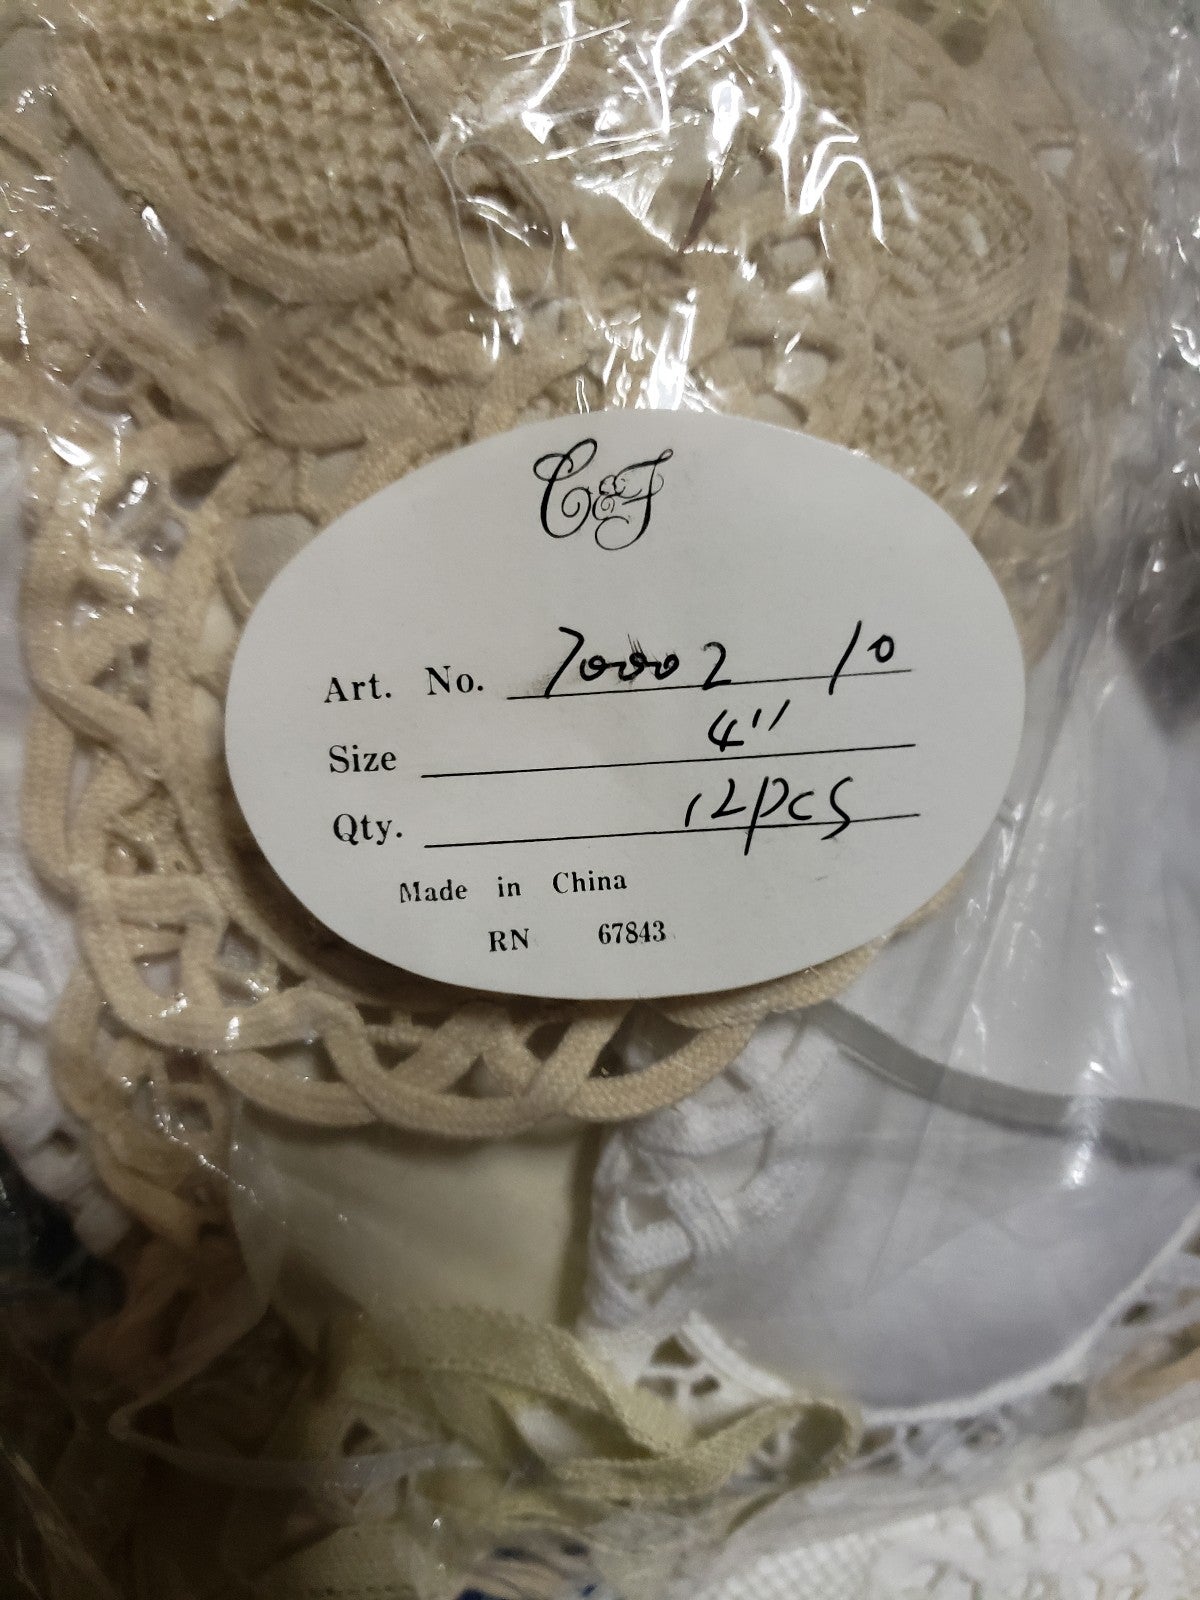 C&F
Art. No. 70002 10
Size 4"
Qty. 12pcs
Made in China
RN 67843